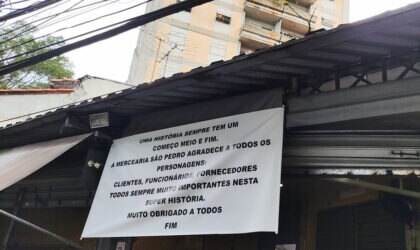 UMA HISTÓRIA SEMPRE TEM UM
COMEÇO MEIO E FIM.
A MERCEARIA SÃO PEDRO AGRADECE A TODOS OS
PERSONAGENS:
CLIENTES, FUNCIONÁRIOS, FORNECEDORES
TODOS SEMPRE MUITO IMPORTANTES NESTA
SUPER HISTÓRIA.
MUITO OBRIGADO A TODOS
FIM